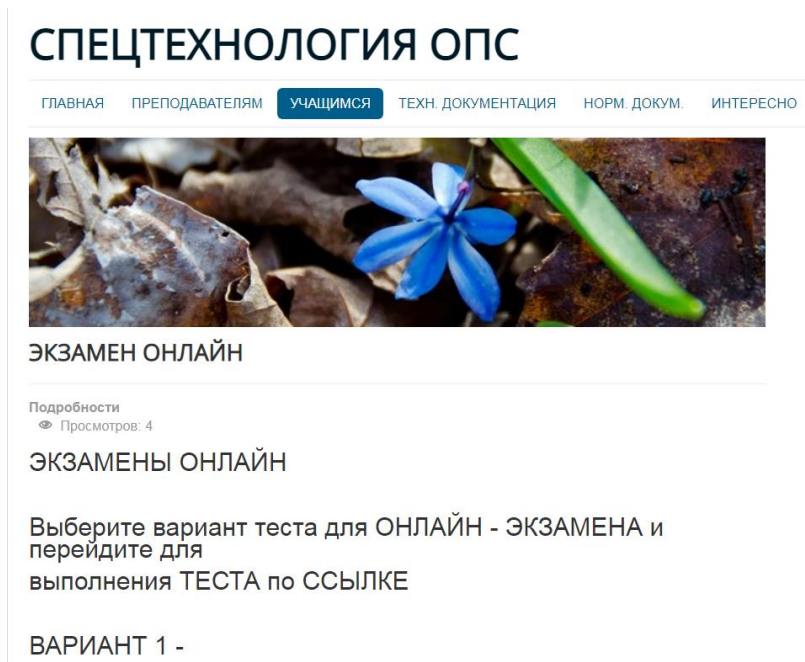 СПЕЦТЕХНОЛОГИЯ ОПС
ГЛАВНАЯ ПРЕПОДАВАТЕЛЯМ УЧАЩИМСЯ ТЕХН. ДОКУМЕНТАЦИЯ НОРМ. ДОКУМ. ИНТЕРЕСНО
ЭКЗАМЕН ОНЛАЙН
Подробности
Просмотров: 4
ЭКЗАМЕНЫ ОНЛАЙН
Выберите вариант теста для ОНЛАЙН - ЭКЗАМЕНА и
перейдите для
выполнения ТЕСТА по ССЫЛКЕ
ВАРИАНТ 1 -